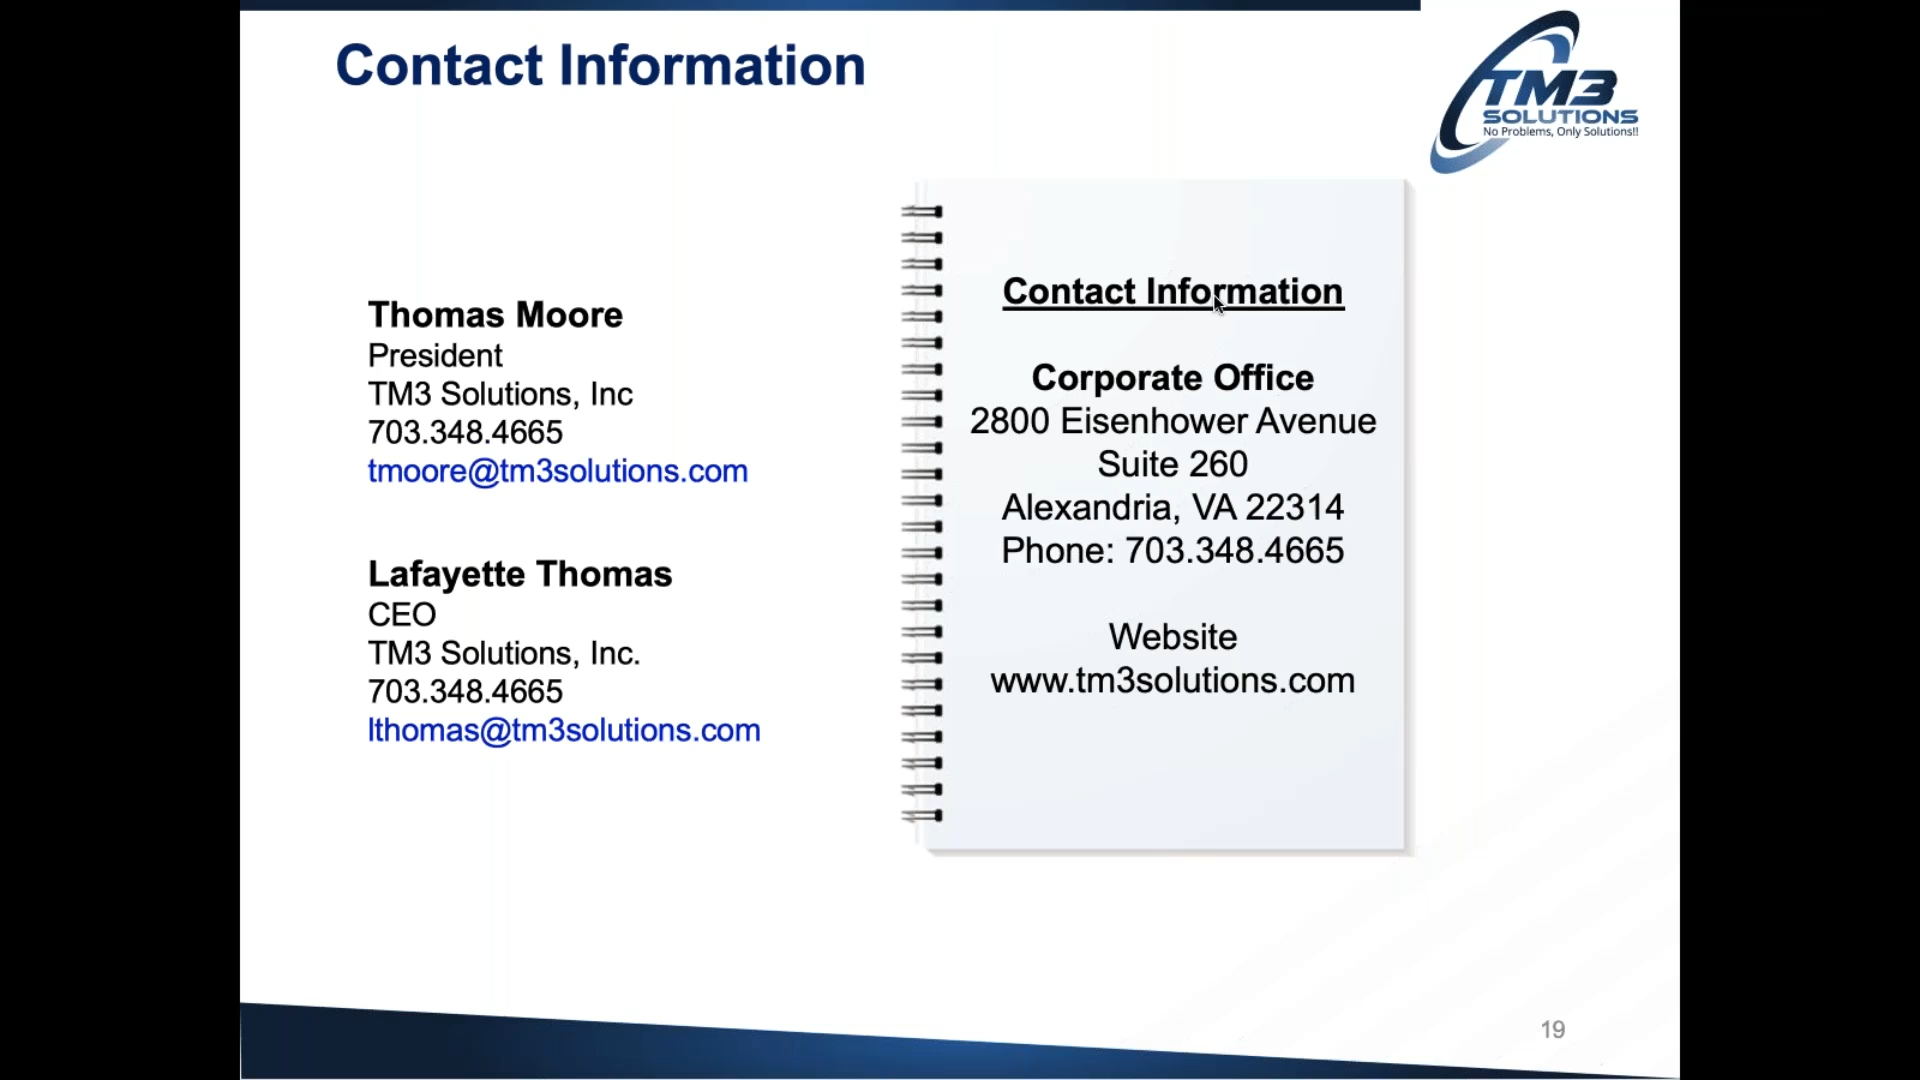 Contact Information
TM3
SOLUTIONS
No Problems, Only Solutions!!
Thomas Moore
President
TM3 Solutions, Inc
703.348.4665
tmoore@tm3solutions.com
Lafayette Thomas
CEO
TM3 Solutions, Inc.
703.348.4665
lthomas@tm3solutions.com
Contact Information
Corporate Office
2800 Eisenhower Avenue
Suite 260
Alexandria, VA 22314
Phone: 703.348.4665
Website
www.tm3solutions.com
19